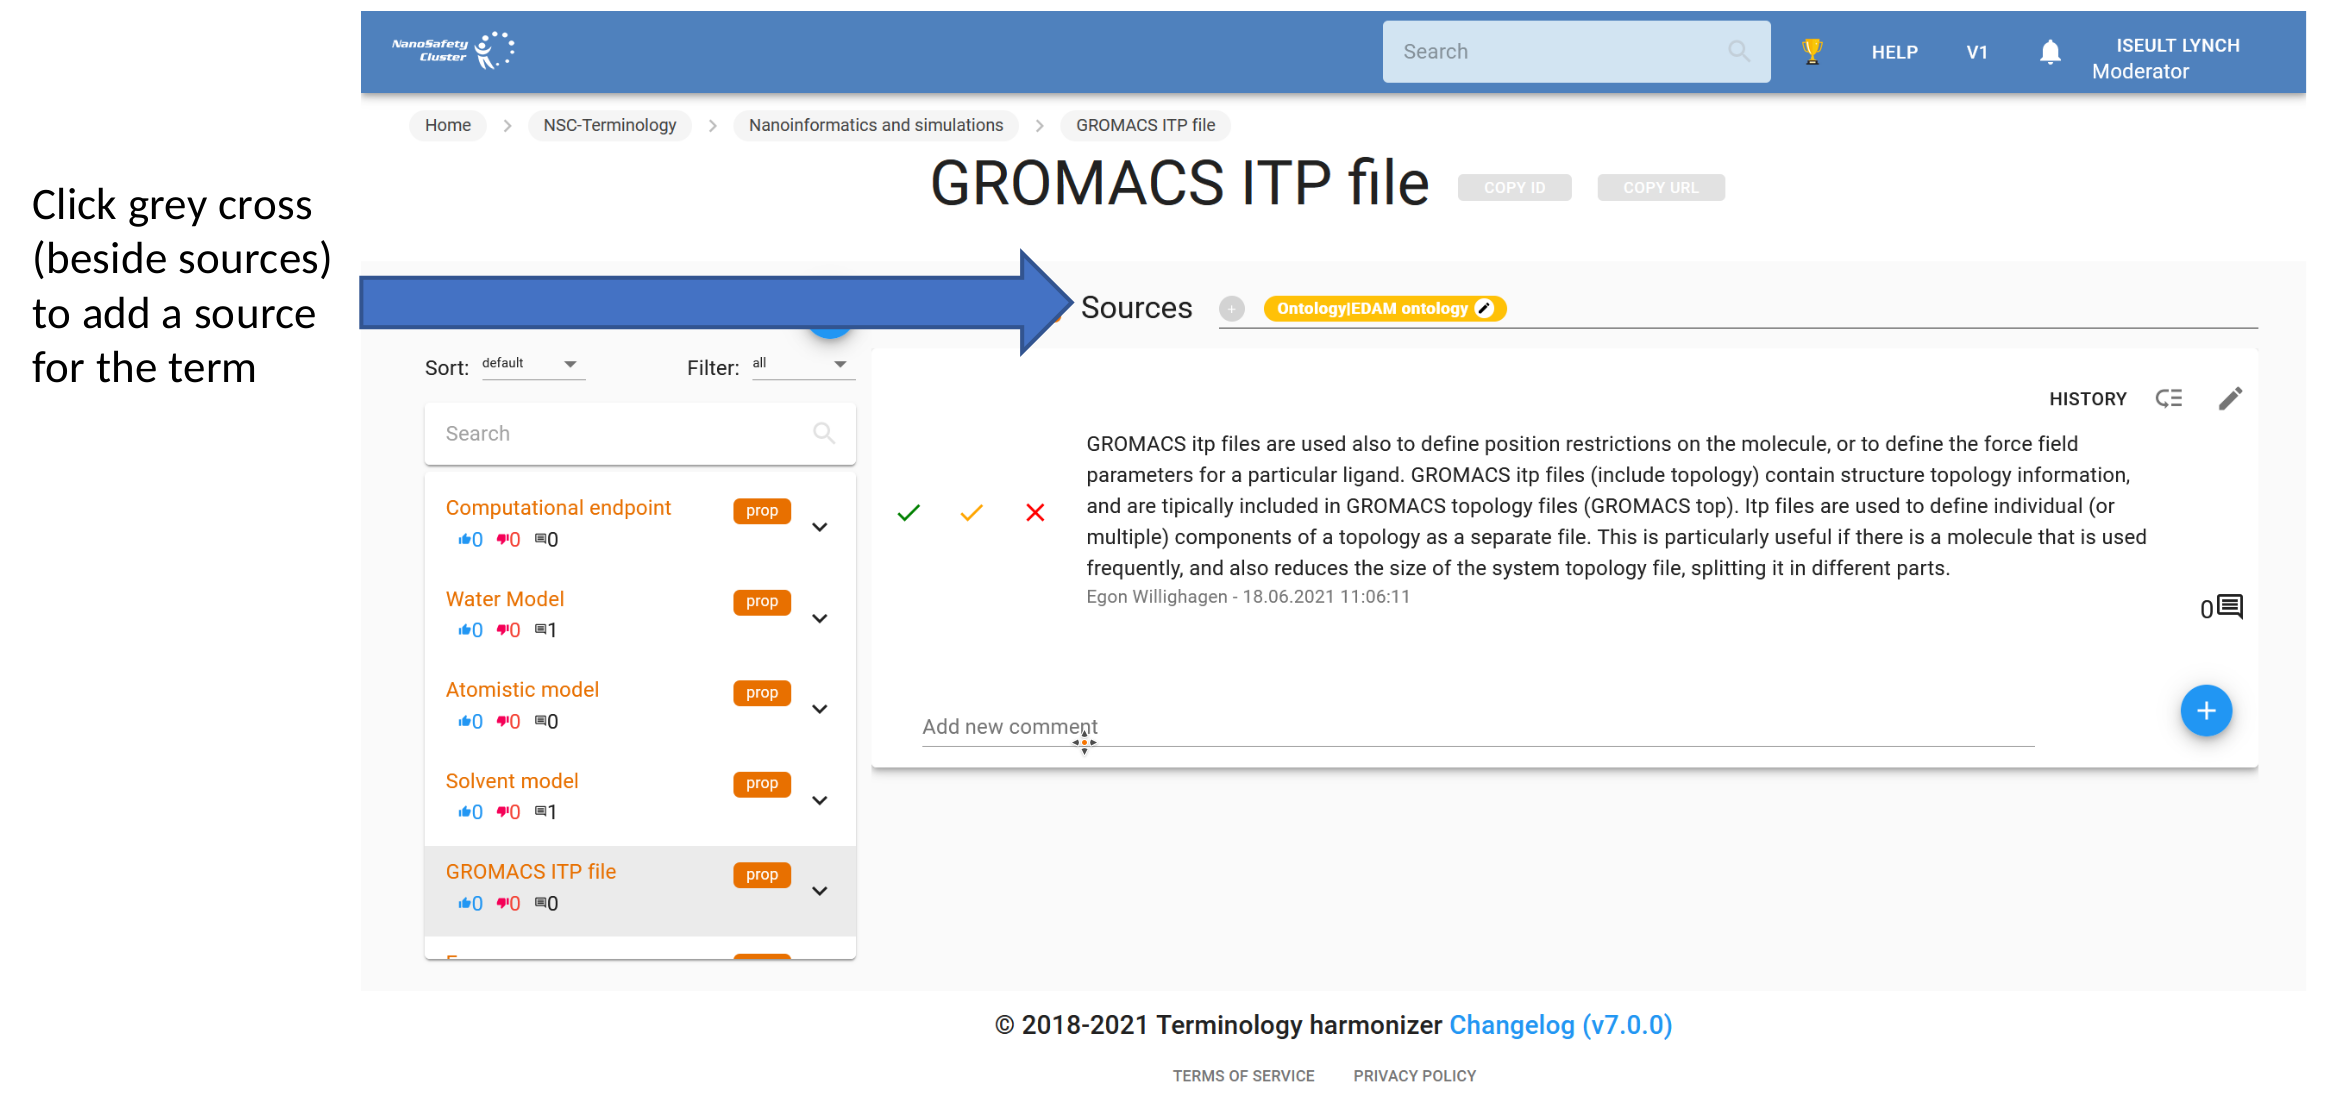 NanoSafety
Cluster
Search
HELP
V1
ISEULT LYNCH
Moderator
Home
NSC-Terminology
Nanoinformatics and simulations
GROMACS ITP file
GROMACS ITP file
COPY ID
COPY URL
Click grey cross
(beside sources)
to add a source
for the term
Sources
Ontology|EDAM ontology
Sort: default
Filter: all
Search
Computational endpoint
prop
0 0 0
Water Model
prop
0 0 1
Atomistic model
prop
0 0 0
Solvent model
prop
0 0 1
GROMACS ITP file
prop
0 0 0
HISTORY
GROMACS itp files are used also to define position restrictions on the molecule, or to define the force field
parameters for a particular ligand. GROMACS itp files (include topology) contain structure topology information,
and are tipically included in GROMACS topology files (GROMACS top). Itp files are used to define individual (or
multiple) components of a topology as a separate file. This is particularly useful if there is a molecule that is used
frequently, and also reduces the size of the system topology file, splitting it in different parts.
Egon Willighagen - 18.06.2021 11:06:11
0
Add new comment
© 2018-2021 Terminology harmonizer Changelog (v7.0.0)
TERMS OF SERVICE
PRIVACY POLICY